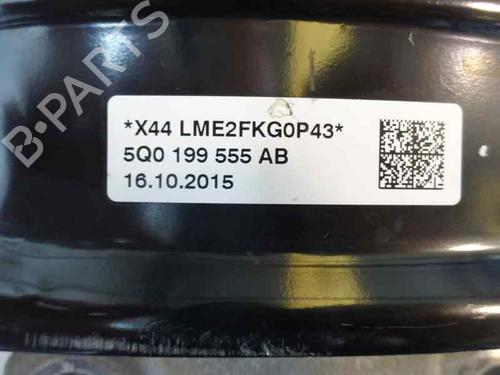 B-PARTS
*X44 LME2FKG0P43*
5Q0 199 555 AB
16.10.2015